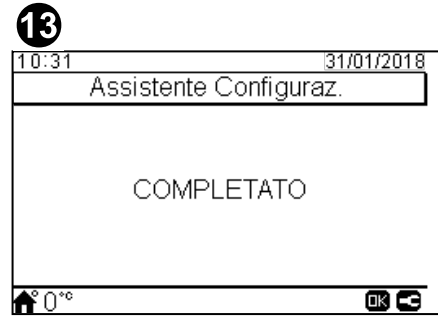 13
10:31 31/01/2018
Assistente Configuraz.
COMPLETATO
0°° OK